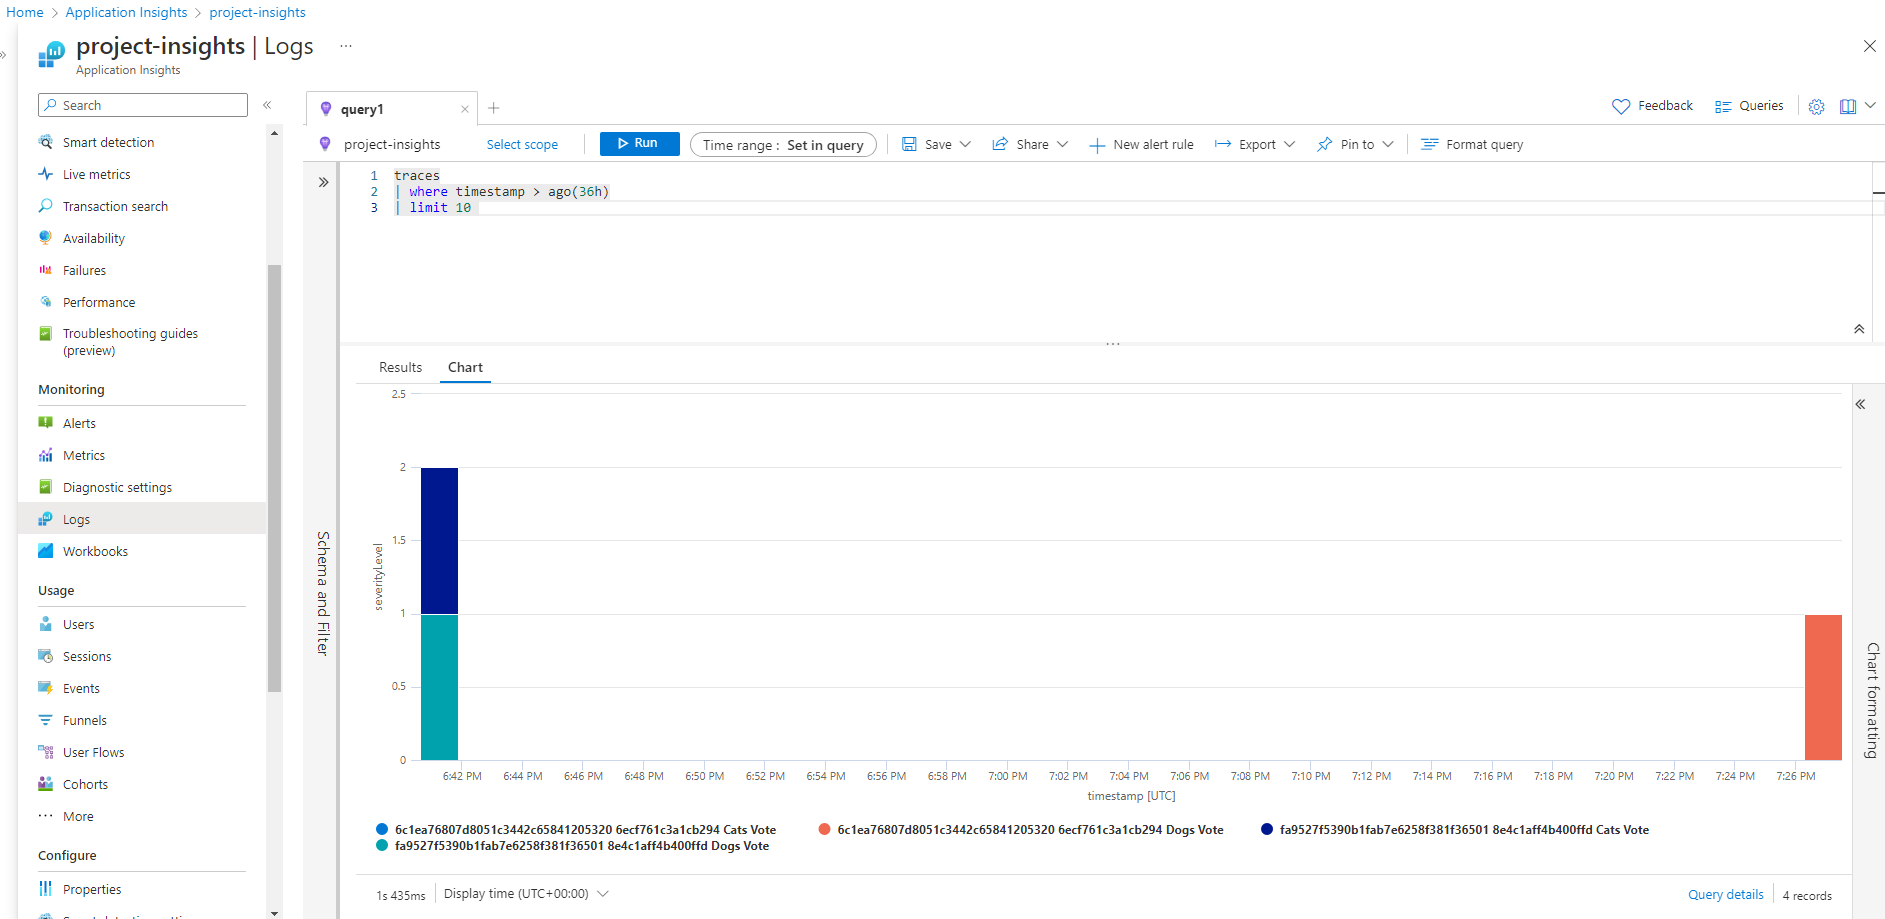 Home > Application Insights > project-insights
project-insights | Logs ...
Application Insights
Search
Smart detection
Live metrics
Transaction search
Availability
Failures
Performance
Troubleshooting guides
(preview)
Monitoring
Alerts
Metrics
Diagnostic settings
Logs
Workbooks
Usage
Users
Sessions
Events
Funnels
User Flows
Cohorts
More
Configure
Properties
query1
Feedback
Queries
project-insights
Select scope
Run
Time range : Set in query
Save
Share
New alert rule
Export
Pin to
Format query
1 traces
2 | where timestamp > ago(36h)
3 | limit 10
Schema and Filter
Results Chart
2.5
2
1.5
1
0.5
0
severityLevel
6:42 PM 6:44 PM 6:46 PM 6:48 PM 6:50 PM 6:52 PM 6:54 PM 6:56 PM 6:58 PM 7:00 PM 7:02 PM 7:04 PM 7:06 PM 7:08 PM 7:10 PM 7:12 PM 7:14 PM 7:16 PM 7:18 PM 7:20 PM 7:22 PM 7:24 PM 7:26 PM
timestamp [UTC]
6c1ea76807d8051c3442c65841205320 6ecf761c3a1cb294 Cats Vote
6c1ea76807d8051c3442c65841205320 6ecf761c3a1cb294 Dogs Vote
fa9527f5390b1fab7e6258f381f36501 8e4c1aff4b400ffd Cats Vote
fa9527f5390b1fab7e6258f381f36501 8e4c1aff4b400ffd Dogs Vote
Chart formatting
1s 435ms
Display time (UTC+00:00)
Query details
4 records